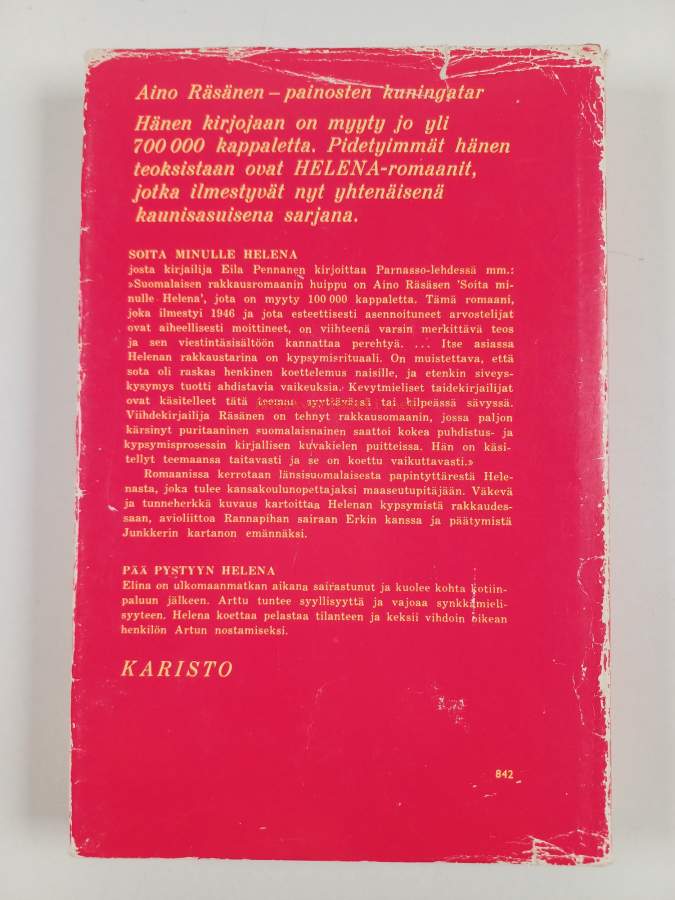 Aino Räsänen – painosten kuningatar
Hänen kirjojaan on myyty jo yli
700 000 kappaletta. Pidetyimmät hänen
teoksistaan ovat HELENA-romaanit,
jotka ilmestyvät nyt yhtenäisenä
kaunisasuisena sarjana.
SOITA MINULLE HELENA
josta kirjailija Eila Pennanen kirjoittaa Parnasso-lehdessä mm.:
»Suomalaisen rakkausromaanin huippu on Aino Räsäsen 'Soita mi-
nulle Helena', jota on myyty 100 000 kappaletta. Tämä romaani,
joka ilmestyi 1946 ja jota esteettisesti asennoituneet arvostelijat
ovat aiheellisesti moittineet, on viihteenä varsin merkittävä teos
ja sen viestintäsisältöön kannattaa perehtyä. ... Itse asiassa
Helenan rakkaustarina on kypsymisrituaali. On muistettava, että
sota oli raskas henkinen koettelemus naisille, ja etenkin siveys-
kysymys tuotti ahdistavia vaikeuksia. Kevytmieliset taidekirjailijat
ovat käsitelleet tätä teemaa syyttävässä tai kilpeässä sävyssä.
Viihdekirjailija Räsänen on tehnyt rakkausomaanin, jossa paljon
kärsinyt puritaaninen suomalaisnainen saattoi kokea puhdistus- ja
kypsymisprosessin kirjallisen kuvakielen puitteissa. Hän on käsi-
tellyt teemaansa taitavasti ja se on koettu vaikuttavasti.»
Romaanissa kerrotaan länsisuomalaisesta papintyttärestä Hele-
nasta, joka tulee kansakoulunopettajaksi maaseutupitäjään. Väkevä
ja tunneherkkä kuvaus kartoittaa Helenan kypsymistä rakkaudes-
saan, avioliittoa Rannapihan sairaan Erkin kanssa ja päätymistä
Junkkerin kartanon emännäksi.
PÄÄ PYSTYYN HELENA
Elina on ulkomaanmatkan aikana sairastunut ja kuolee kohta kotiin-
paluun jälkeen. Arttu tuntee syyllisyyttä ja vajoaa synkkämieli-
syyteen. Helena koettaa pelastaa tilanteen ja keksii vihdoin oikean
henkilön Artun nostamiseksi.
KARISTO
842